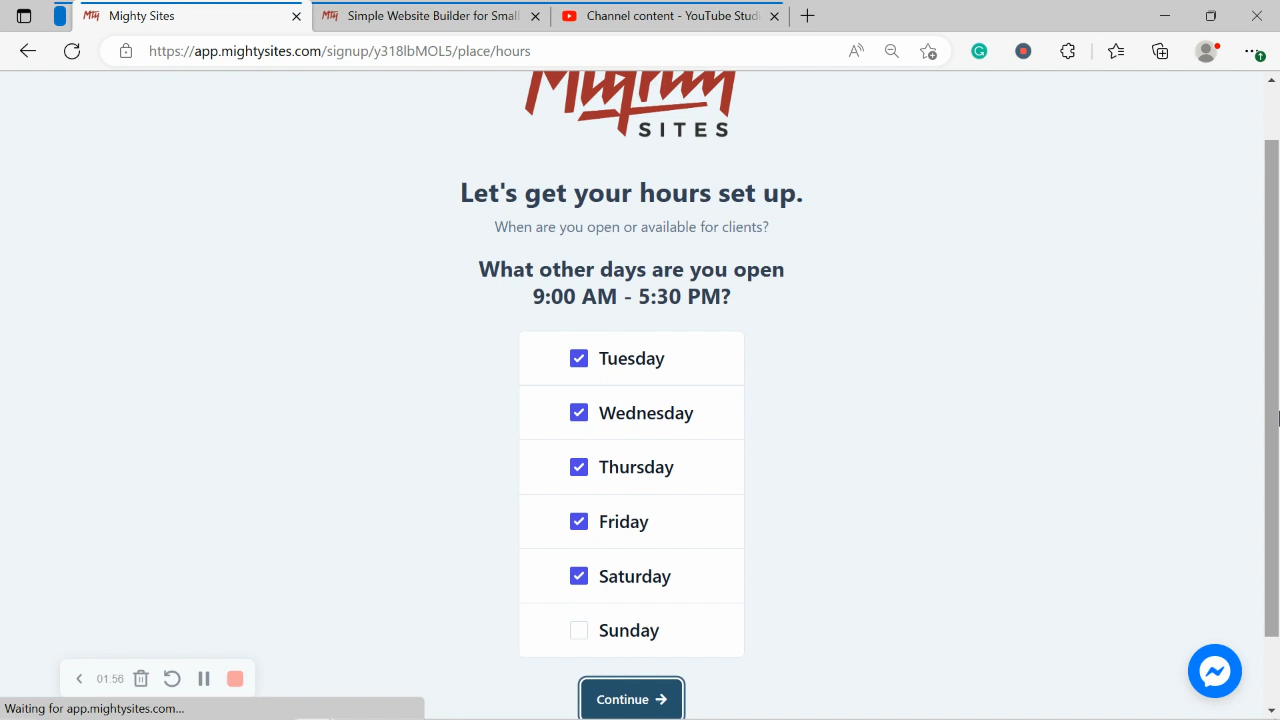 Mighty Sites
Simple Website Builder for Small
Channel content - YouTube Studi
https://app.mightysites.com/signup/y318lbMOL5/place/hours
Mighty
SITES
Let's get your hours set up.
When are you open or available for clients?
What other days are you open
9:00 AM - 5:30 PM?
Tuesday
Wednesday
Thursday
Friday
Saturday
Sunday
Continue →
01:56
Waiting for app.mightysites.com...